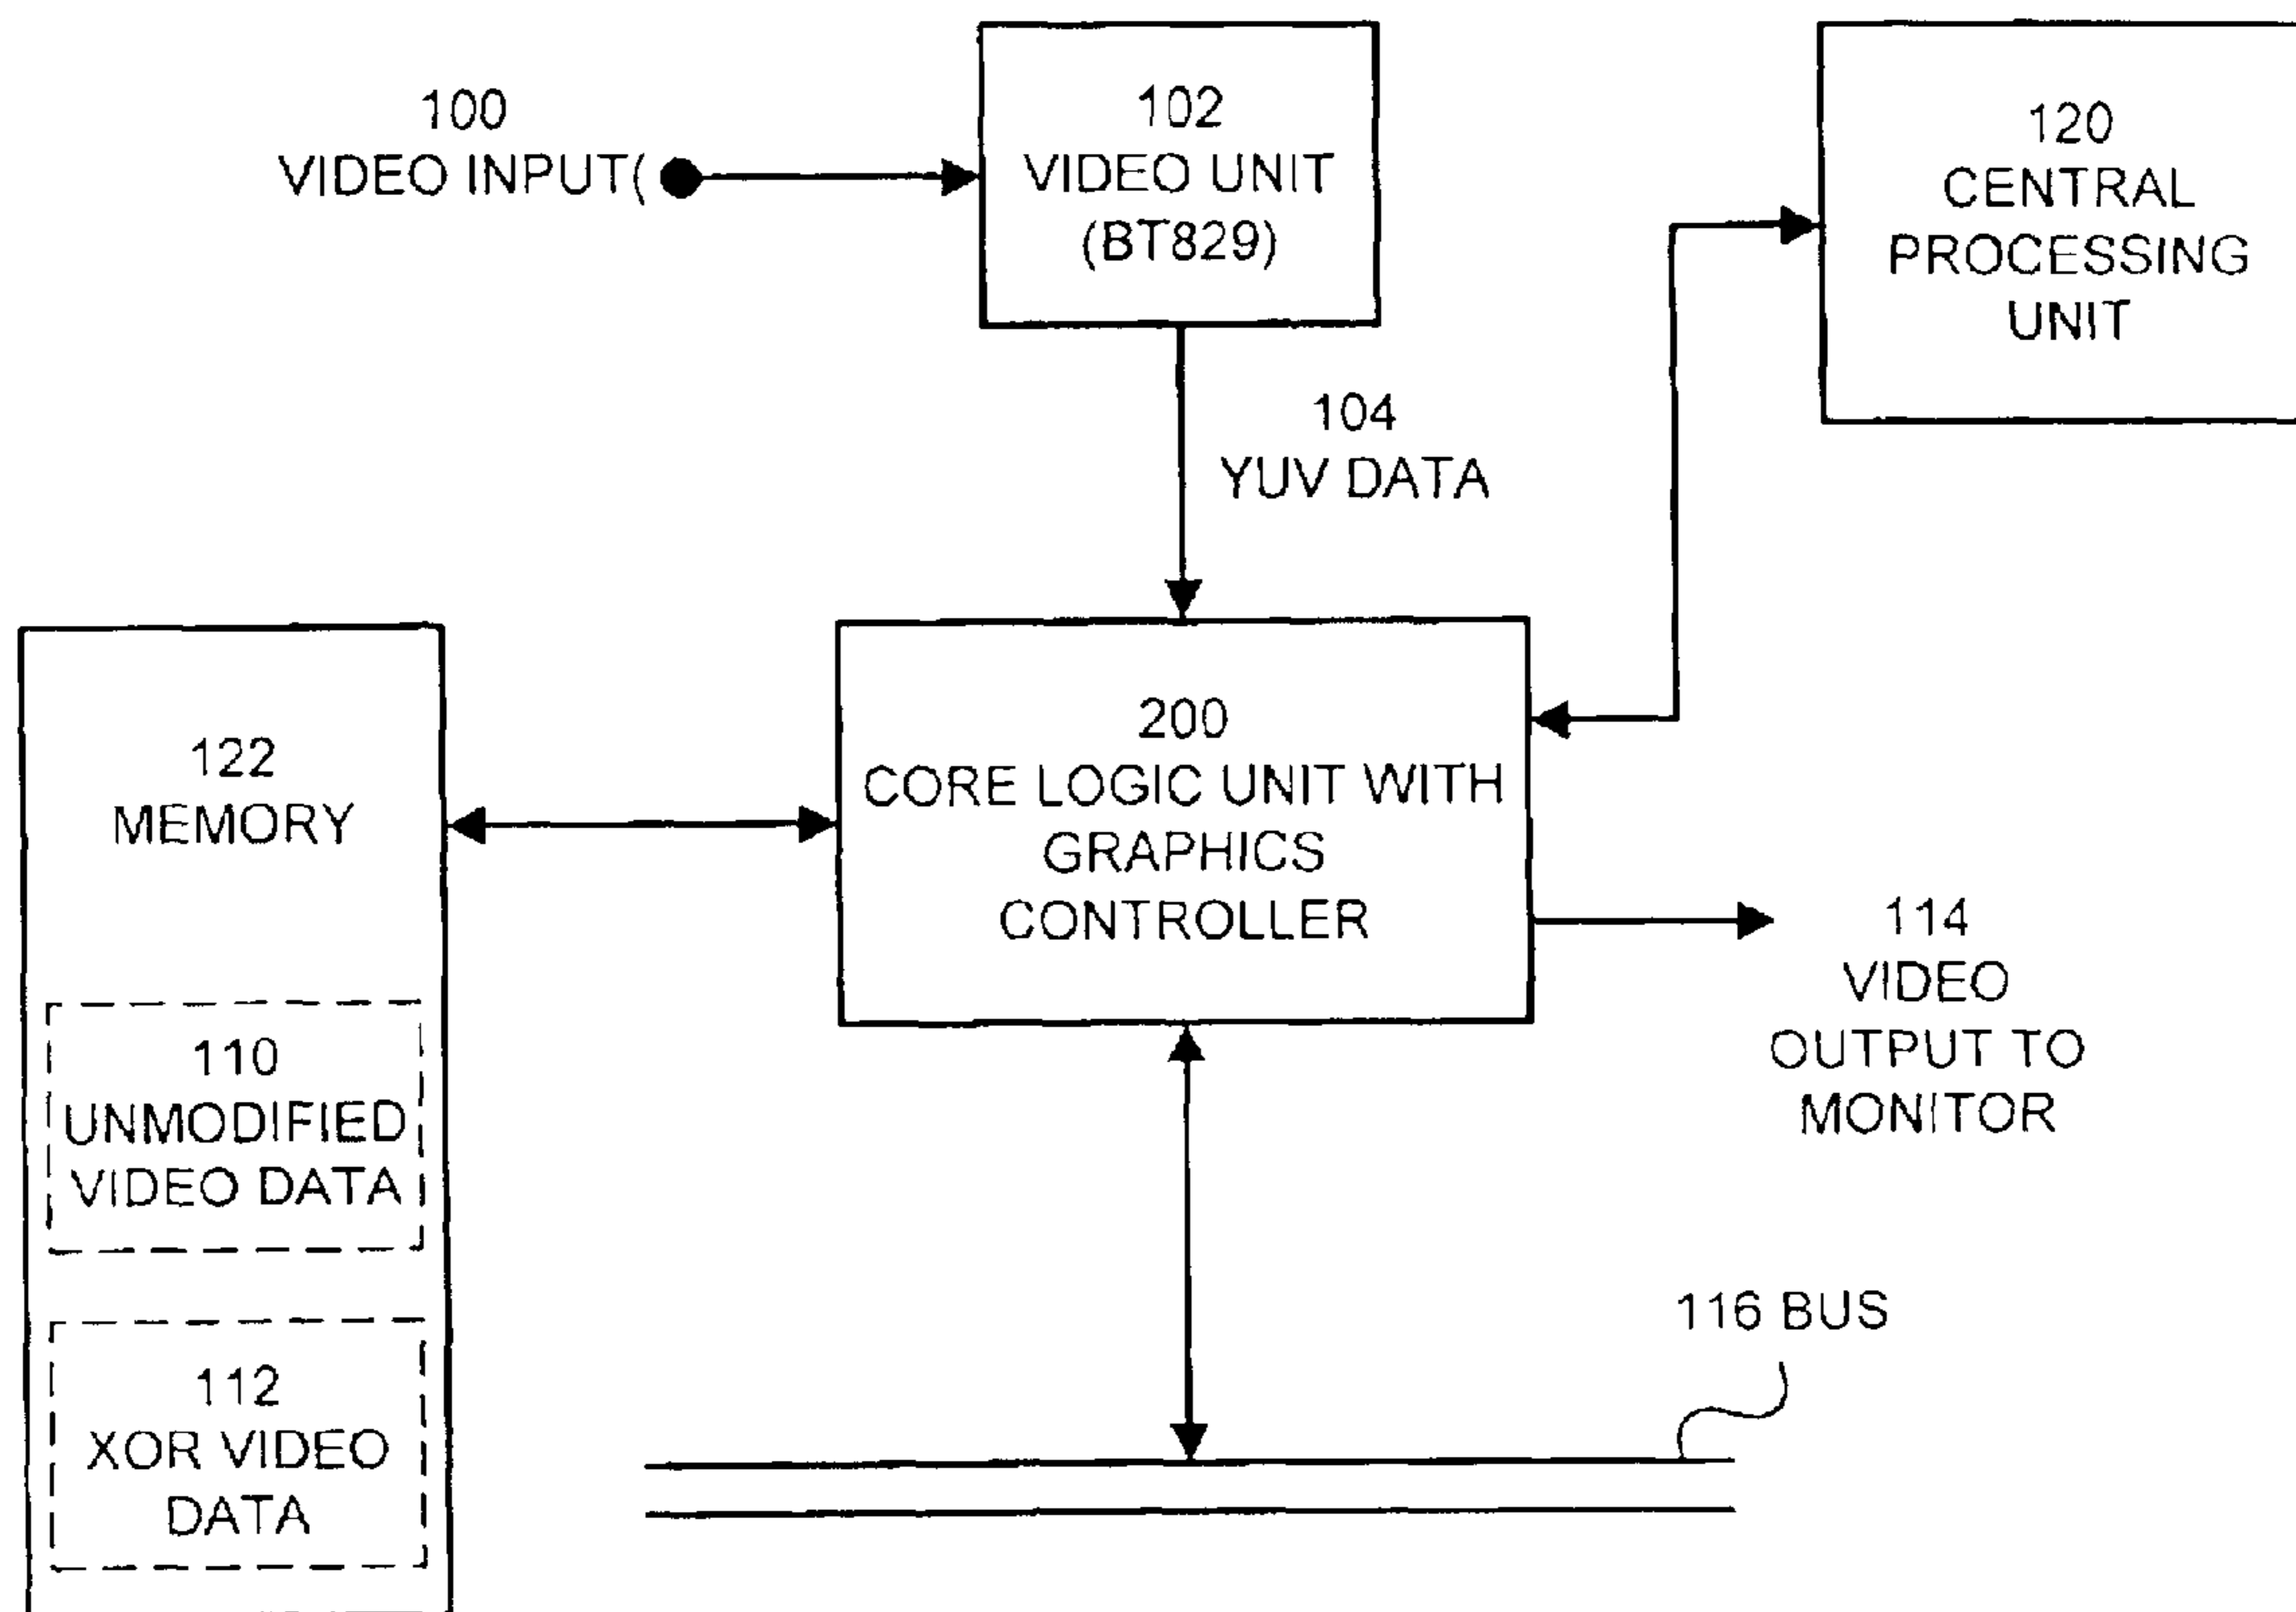 100
VIDEO INPUT(
102
VIDEO UNIT
(BT829)
120
CENTRAL
PROCESSING
UNIT
104
YUV DATA
122
MEMORY
200
CORE LOGIC UNIT WITH
GRAPHICS
CONTROLLER
114
VIDEO
OUTPUT TO
MONITOR
110
UNMODIFIED
VIDEO DATA
112
XOR VIDEO
DATA
116 BUS